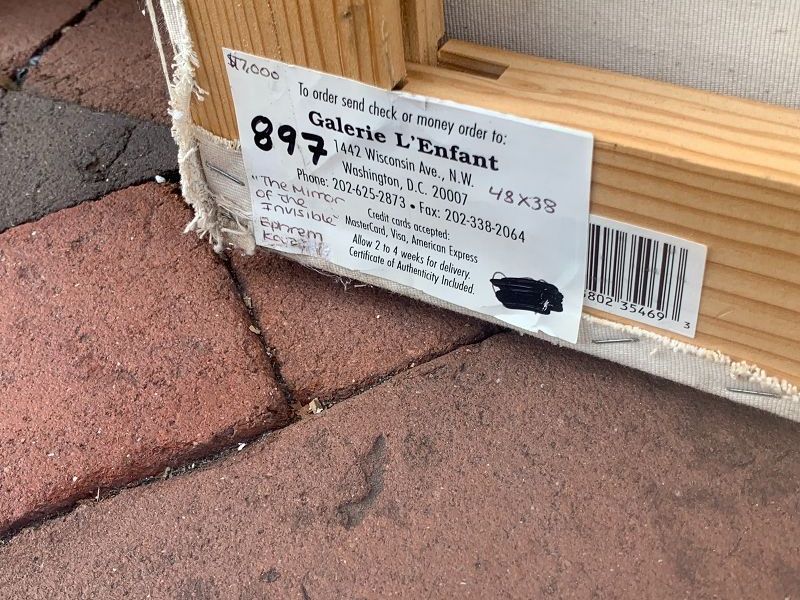 $17,000
To order send check or money order to:
Galerie L'Enfant
897
1442 Wisconsin Ave., N.W.
Washington, D.C. 20007
48X38
Phone: 202-625-2873 • Fax: 202-338-2064
"The Mirror
of the
Invisible"
Ephrem
Credit cards accepted:
MasterCard, Visa, American Express
Allow 2 to 4 weeks for delivery.
Certificate of Authenticity Included.
802 35469 3